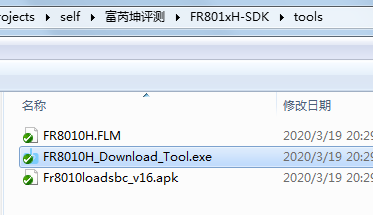 rojects ▸ self ▸ 富芮坤评测 ▸ FR801xH-SDK ▸ tools
名称 修改日期
FR8010H.FLM 2020/3/19 20:29
FR8010H_Download_Tool.exe 2020/3/19 20:29
Fr8010loadsbc_v16.apk 2020/3/19 20:29